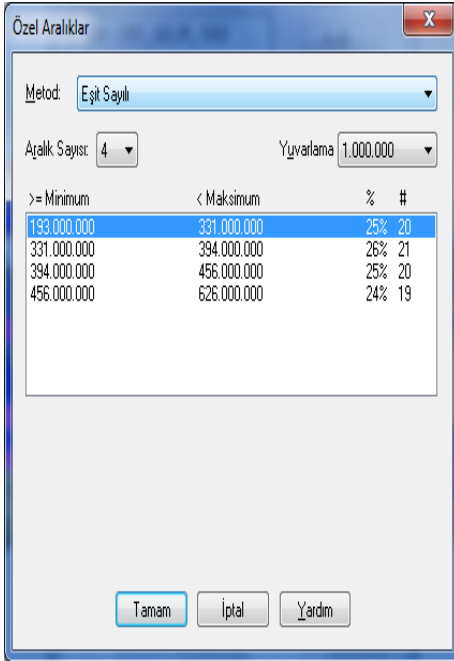 Özel Aralıklar
Metod: Eşit Sayılı
Aralık Sayısı: 4 Yuvarlama 1.000.000
>= Minimum < Maksimum % #
193.000.000 331.000.000 25% 20
331.000.000 394.000.000 26% 21
394.000.000 456.000.000 25% 20
456.000.000 626.000.000 24% 19
Tamam İptal Yardım